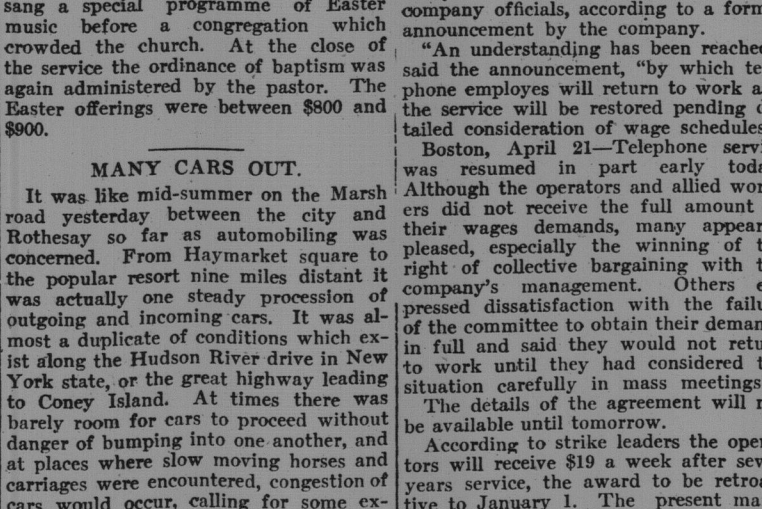 sang a special programme of Easter
music before a congregation which
crowded the church. At the close of
the service the ordinance of baptism was
again administered by the pastor. The
Easter offerings were between $800 and
$900.
MANY CARS OUT.
It was like mid-summer on the Marsh
road yesterday between the city and
Rothesay so far as automobiling was
concerned. From Haymarket square to
the popular resort nine miles distant it
was actually one steady procession of
outgoing and incoming cars. It was al-
most a duplicate of conditions which ex-
ist along the Hudson River drive in New
York state, or the great highway leading
to Coney Island. At times there was
barely room for cars to proceed without
danger of bumping into one another, and
at places where slow moving horses and
carriages were encountered, congestion of
cars would occur, calling for some ex-
company officials, according to a form
announcement by the company.
"An understanding has been reache
said the announcement, "by which te
phone employes will return to work a
the service will be restored pending
tailed consideration of wage schedules
Boston, April 21—Telephone servi
was resumed in part early toda
Although the operators and allied wor
ers did not receive the full amount
their wages demands, many appear
pleased, especially the winning of t
right of collective bargaining with t
company's management. Others e
pressed dissatisfaction with the failu
of the committee to obtain their deman
in full and said they would not retu
to work until they had considered t
situation carefully in mass meetings
The details of the agreement will n
be available until tomorrow.
According to strike leaders the oper
tors will receive $19 a week after sev
years service, the award to be retroa
tive to January 1. The present ma